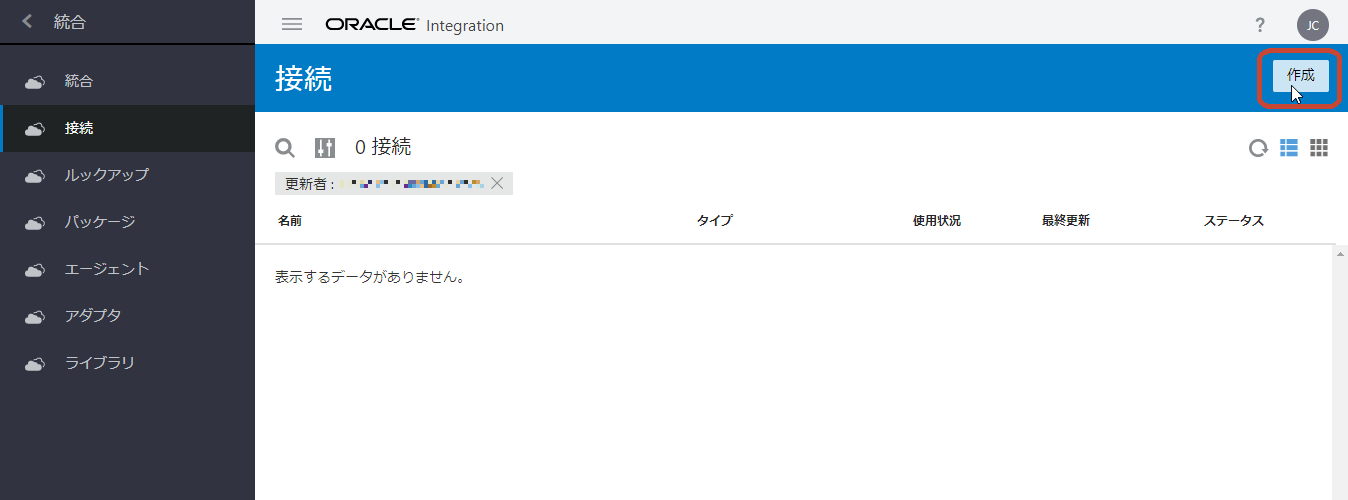 統合
ORACLE Integration
?
JC
統合
接続
ルックアップ
パッケージ
エージェント
アダプタ
ライブラリ
接続
作成
0 接続
更新者 :
名前 タイプ 使用状況 最終更新 ステータス
表示するデータがありません。